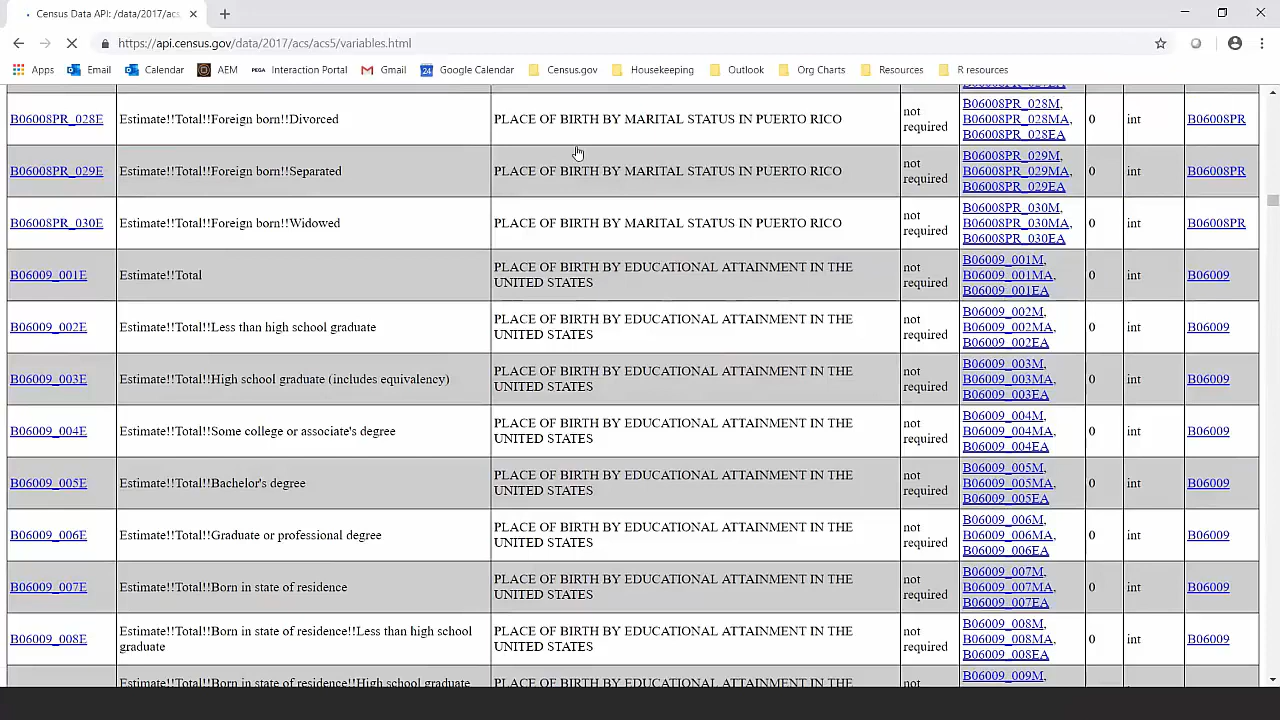 Census Data API: /data/2017/acs
https://api.census.gov/data/2017/acs/acs5/variables.html
Apps Email Calendar AEM PEGA Interaction Portal Gmail 24 Google Calendar Census.gov Housekeeping Outlook Org Charts Resources R resources
B06008PR_028E Estimate!!Total!!Foreign born!!Divorced PLACE OF BIRTH BY MARITAL STATUS IN PUERTO RICO not required B06008PR_028M, B06008PR_028MA, B06008PR_028EA 0 int B06008PR
B06008PR_029E Estimate!!Total!!Foreign born!!Separated PLACE OF BIRTH BY MARITAL STATUS IN PUERTO RICO not required B06008PR_029M, B06008PR_029MA, B06008PR_029EA 0 int B06008PR
B06008PR_030E Estimate!!Total!!Foreign born!!Widowed PLACE OF BIRTH BY MARITAL STATUS IN PUERTO RICO not required B06008PR_030M, B06008PR_030MA, B06008PR_030EA 0 int B06008PR
B06009_001E Estimate!!Total PLACE OF BIRTH BY EDUCATIONAL ATTAINMENT IN THE UNITED STATES not required B06009_001M, B06009_001MA, B06009_001EA 0 int B06009
B06009_002E Estimate!!Total!!Less than high school graduate PLACE OF BIRTH BY EDUCATIONAL ATTAINMENT IN THE UNITED STATES not required B06009_002M, B06009_002MA, B06009_002EA 0 int B06009
B06009_003E Estimate!!Total!!High school graduate (includes equivalency) PLACE OF BIRTH BY EDUCATIONAL ATTAINMENT IN THE UNITED STATES not required B06009_003M, B06009_003MA, B06009_003EA 0 int B06009
B06009_004E Estimate!!Total!!Some college or associate's degree PLACE OF BIRTH BY EDUCATIONAL ATTAINMENT IN THE UNITED STATES not required B06009_004M, B06009_004MA, B06009_004EA 0 int B06009
B06009_005E Estimate!!Total!!Bachelor's degree PLACE OF BIRTH BY EDUCATIONAL ATTAINMENT IN THE UNITED STATES not required B06009_005M, B06009_005MA, B06009_005EA 0 int B06009
B06009_006E Estimate!!Total!!Graduate or professional degree PLACE OF BIRTH BY EDUCATIONAL ATTAINMENT IN THE UNITED STATES not required B06009_006M, B06009_006MA, B06009_006EA 0 int B06009
B06009_007E Estimate!!Total!!Born in state of residence PLACE OF BIRTH BY EDUCATIONAL ATTAINMENT IN THE UNITED STATES not required B06009_007M, B06009_007MA, B06009_007EA 0 int B06009
B06009_008E Estimate!!Total!!Born in state of residence!!Less than high school graduate PLACE OF BIRTH BY EDUCATIONAL ATTAINMENT IN THE UNITED STATES not required B06009_008M, B06009_008MA, B06009_008EA 0 int B06009
Estimate!!Total!!Born in state of residence!!High school graduate PLACE OF BIRTH BY EDUCATIONAL ATTAINMENT IN THE not B06009_009M,